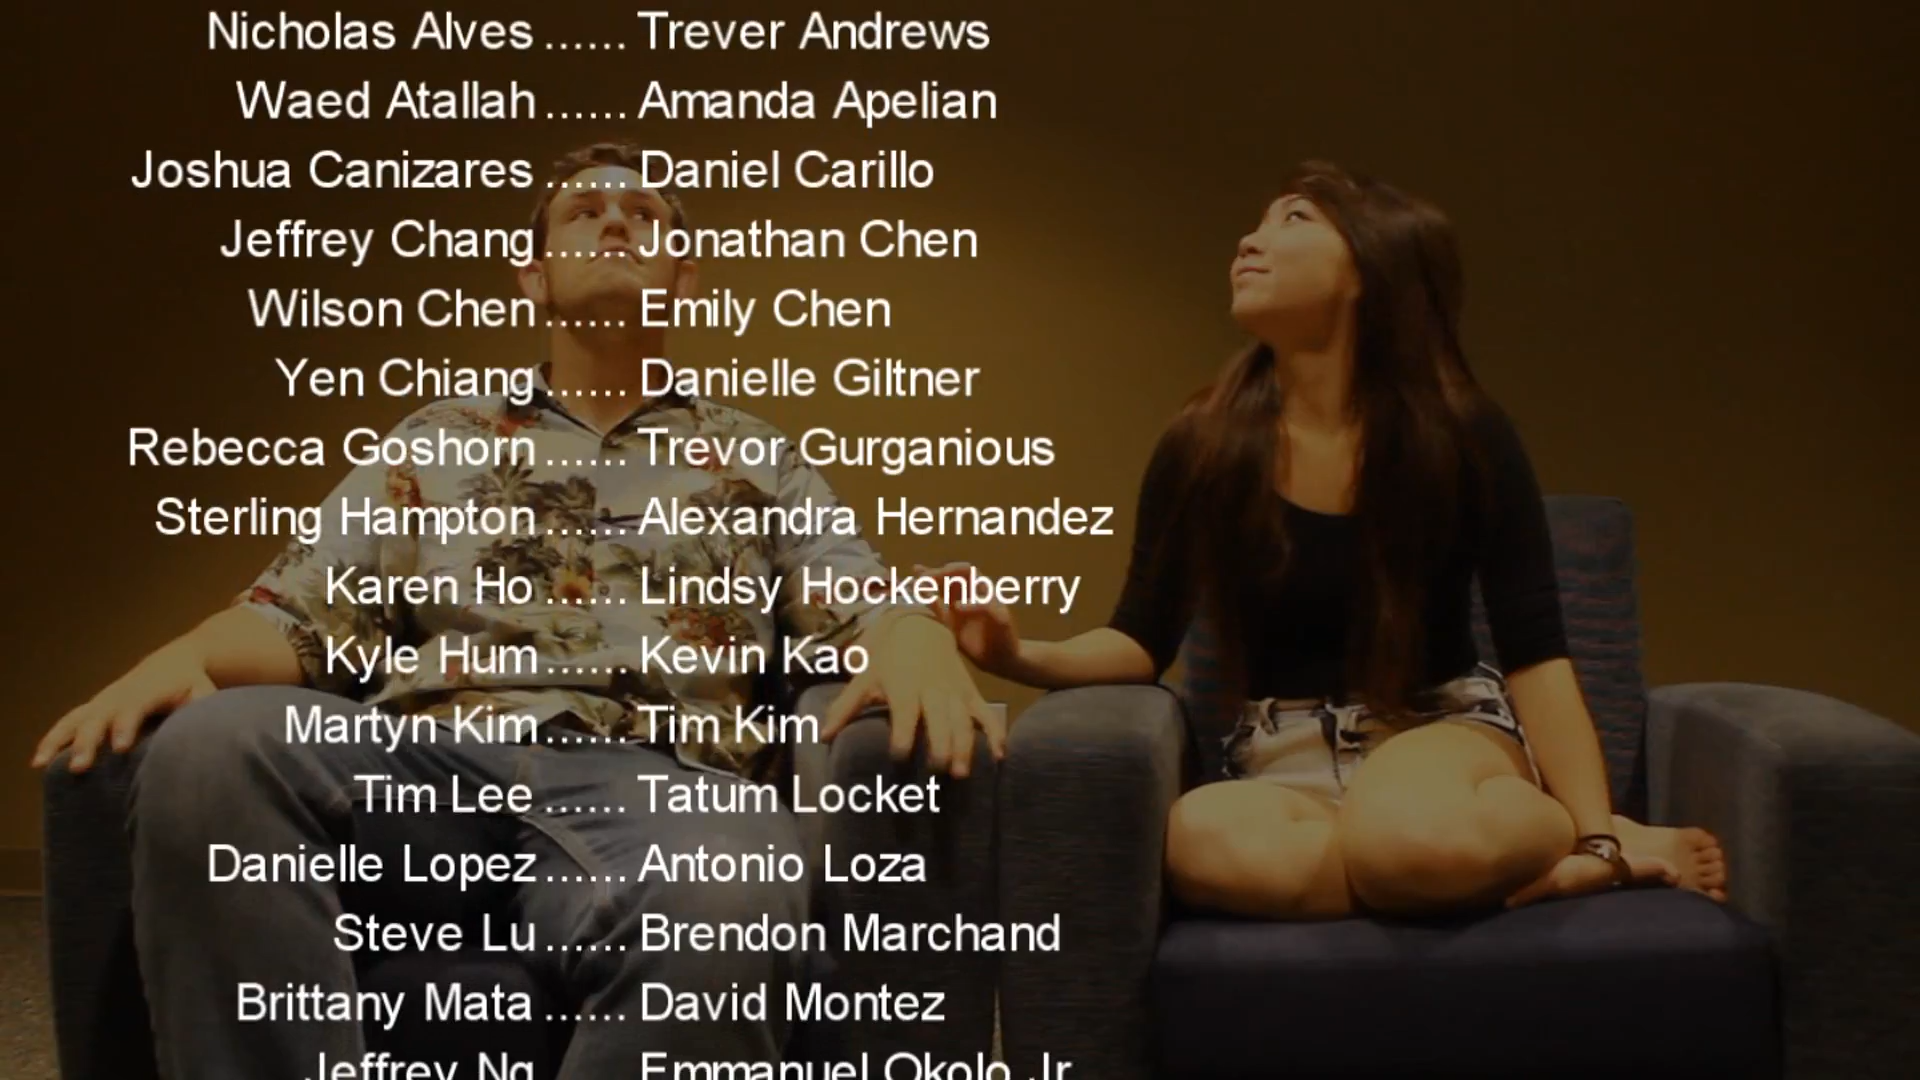 Nicholas Alves ...... Trever Andrews
Waed Atallah ...... Amanda Apelian
Joshua Canizares ...... Daniel Carillo
Jeffrey Chang ...... Jonathan Chen
Wilson Chen ...... Emily Chen
Yen Chiang ...... Danielle Giltner
Rebecca Goshorn ...... Trevor Gurganious
Sterling Hampton ...... Alexandra Hernandez
Karen Ho ...... Lindsy Hockenberry
Kyle Hum ...... Kevin Kao
Martyn Kim ...... Tim Kim
Tim Lee ...... Tatum Locket
Danielle Lopez ...... Antonio Loza
Steve Lu ...... Brendon Marchand
Brittany Mata ...... David Montez
Jeffrey Ng Emmanuel Okolo Jr